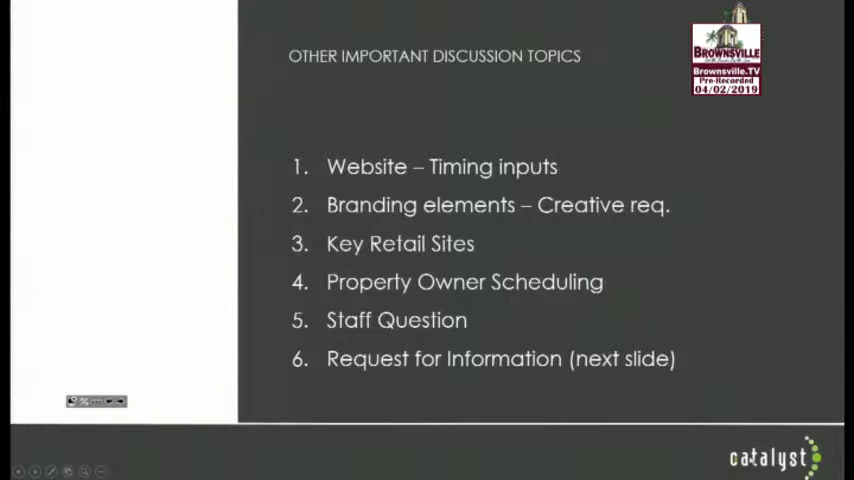 OTHER IMPORTANT DISCUSSION TOPICS
BROWNSVILLE
Brownsville.TV
Pre-Recorded
04/02/2019
1. Website – Timing inputs
2. Branding elements – Creative req.
3. Key Retail Sites
4. Property Owner Scheduling
5. Staff Question
6. Request for Information (next slide)
catalyst